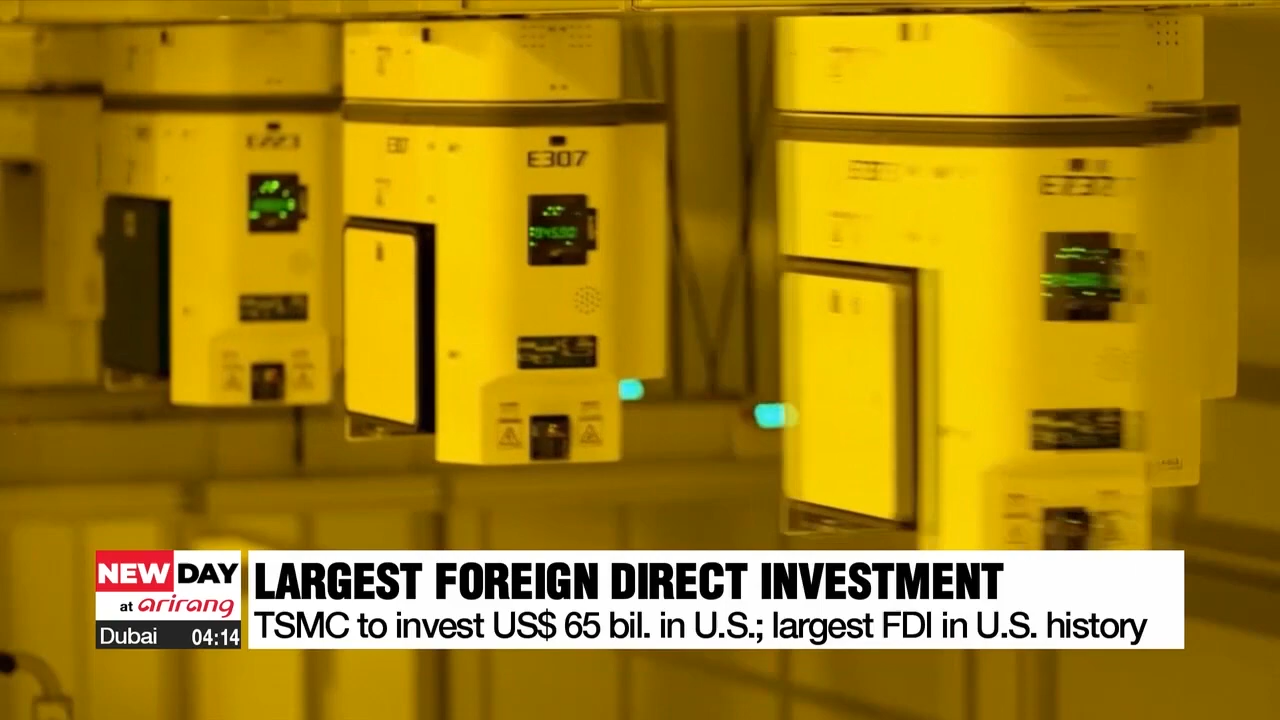 E223
E307
NEW DAY
at arirang
Dubai 04:14
LARGEST FOREIGN DIRECT INVESTMENT
TSMC to invest US$ 65 bil. in U.S.; largest FDI in U.S. history